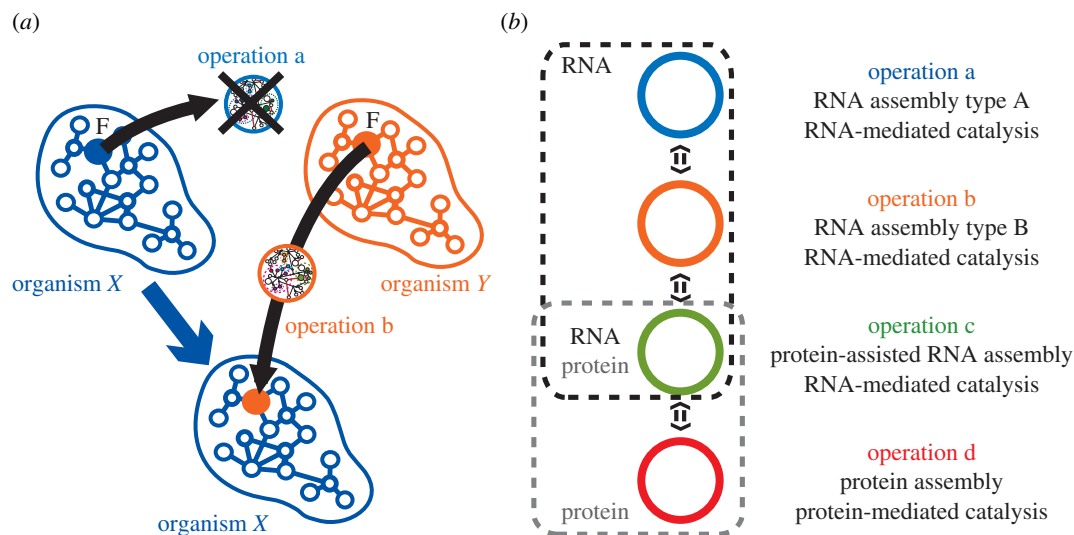 (a)
operation a
F
F
organism X
organism Y
operation b
organism X
(b)
RNA
operation a
RNA assembly type A
RNA-mediated catalysis
operation b
RNA assembly type B
RNA-mediated catalysis
RNA
protein
operation c
protein-assisted RNA assembly
RNA-mediated catalysis
protein
operation d
protein assembly
protein-mediated catalysis